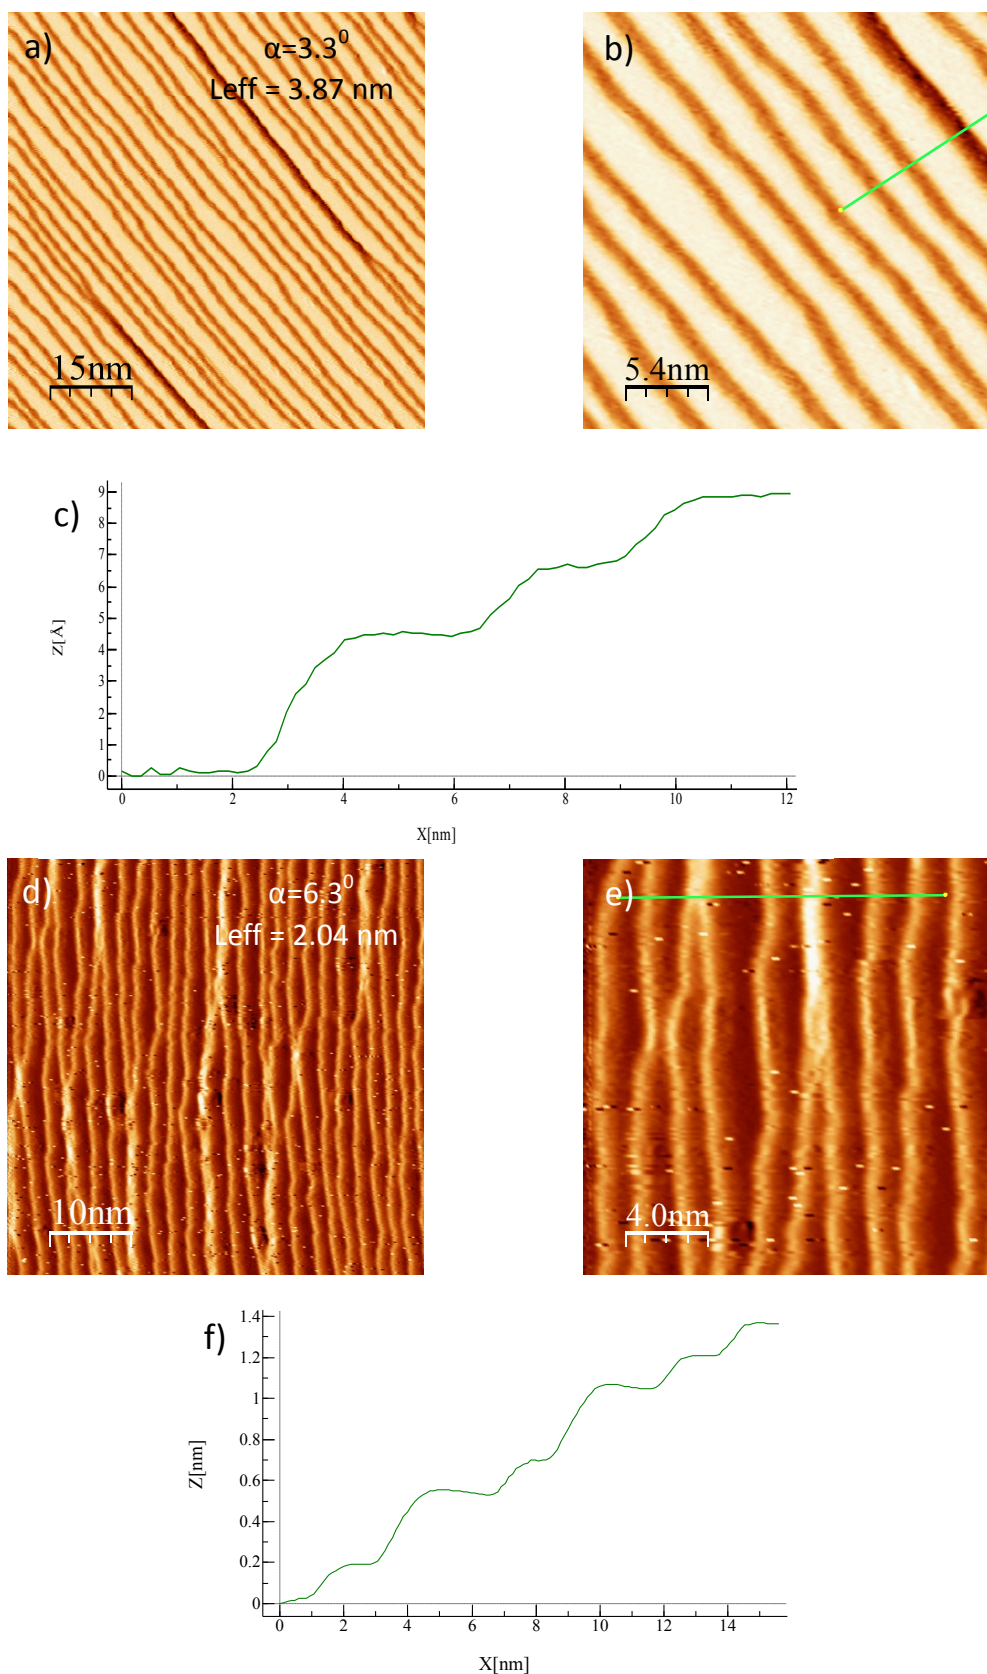 a)
α=3.3⁰
Leff = 3.87 nm
15nm
b)
5.4nm
c)
9
8
7
6
5
4
3
2
1
0
Z[Å]
0 2 4 6 8 10 12
X[nm]
d)
α=6.3⁰
Leff = 2.04 nm
10nm
e)
4.0nm
f)
1.4
1.2
1
0.8
0.6
0.4
0.2
0
Z[nm]
0 2 4 6 8 10 12 14
X[nm]